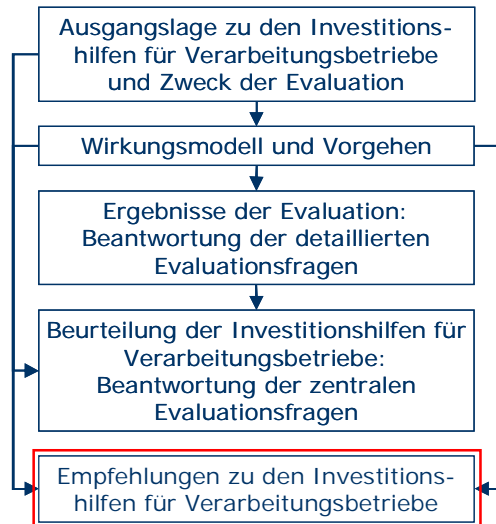 Ausgangslage zu den Investitions-
hilfen für Verarbeitungsbetriebe
und Zweck der Evaluation
Wirkungsmodell und Vorgehen
Ergebnisse der Evaluation:
Beantwortung der detaillierten
Evaluationsfragen
Beurteilung der Investitionshilfen für
Verarbeitungsbetriebe:
Beantwortung der zentralen
Evaluationsfragen
Empfehlungen zu den Investitions-
hilfen für Verarbeitungsbetriebe